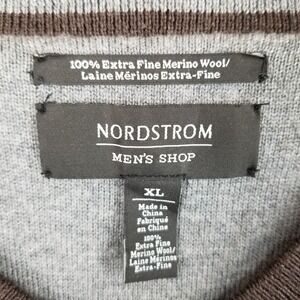 100% Extra Fine Merino Wool/
Laine Mérinos Extra-Fine
NORDSTROM
MEN'S SHOP
XL
Made in
China
Fabriqué
en Chine
100%
Extra Fine
Merino Wool/
Laine Mérinos
Extra-Fine